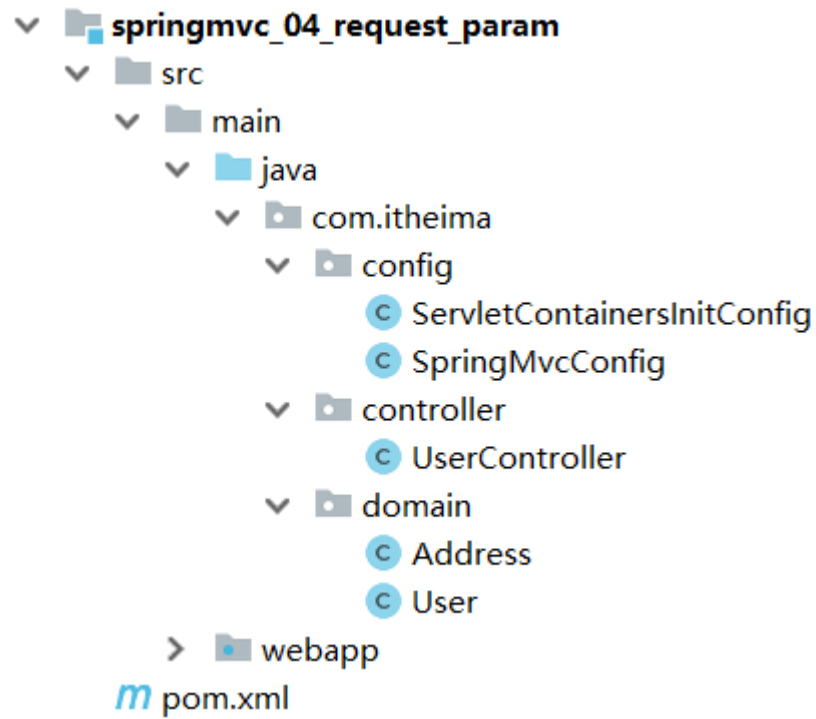 springmvc_04_request_param
src
main
java
com.itheima
config
C ServletContainersInitConfig
C SpringMvcConfig
controller
C UserController
domain
C Address
C User
webapp
m pom.xml